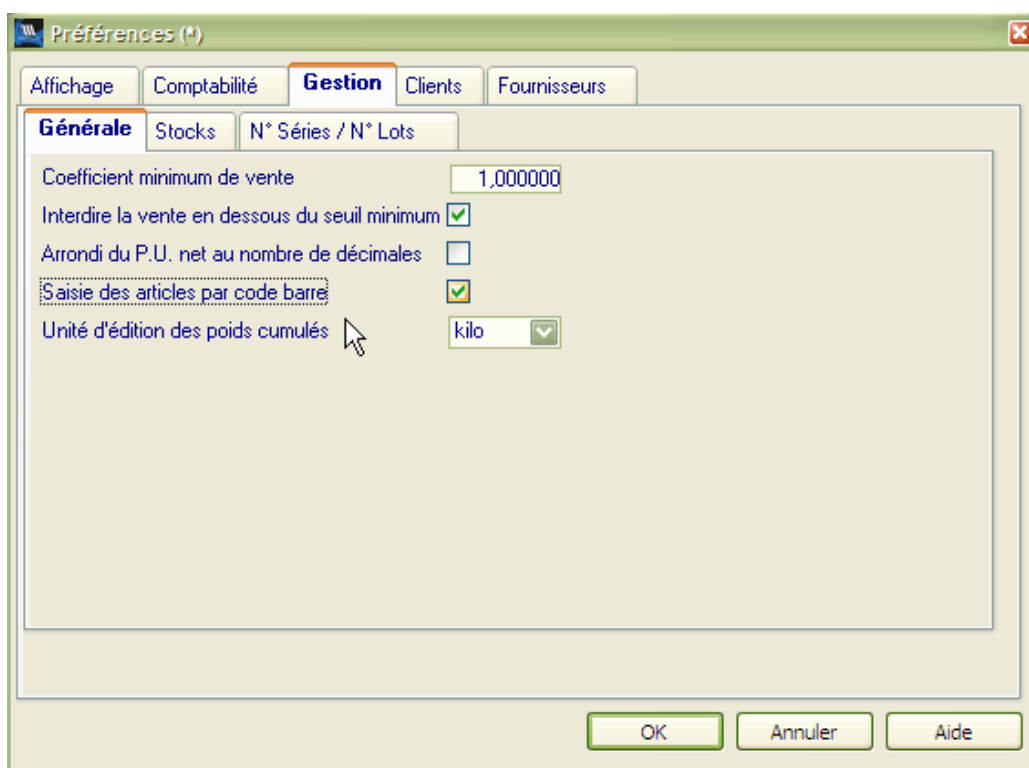 Préférences (*)
Affichage Comptabilité Gestion Clients Fournisseurs
Générale Stocks N° Séries / N° Lots
Coefficient minimum de vente 1,000000
Interdire la vente en dessous du seuil minimum
Arrondi du P.U. net au nombre de décimales
Saisie des articles par code barre
Unité d'édition des poids cumulés kilo
OK Annuler Aide